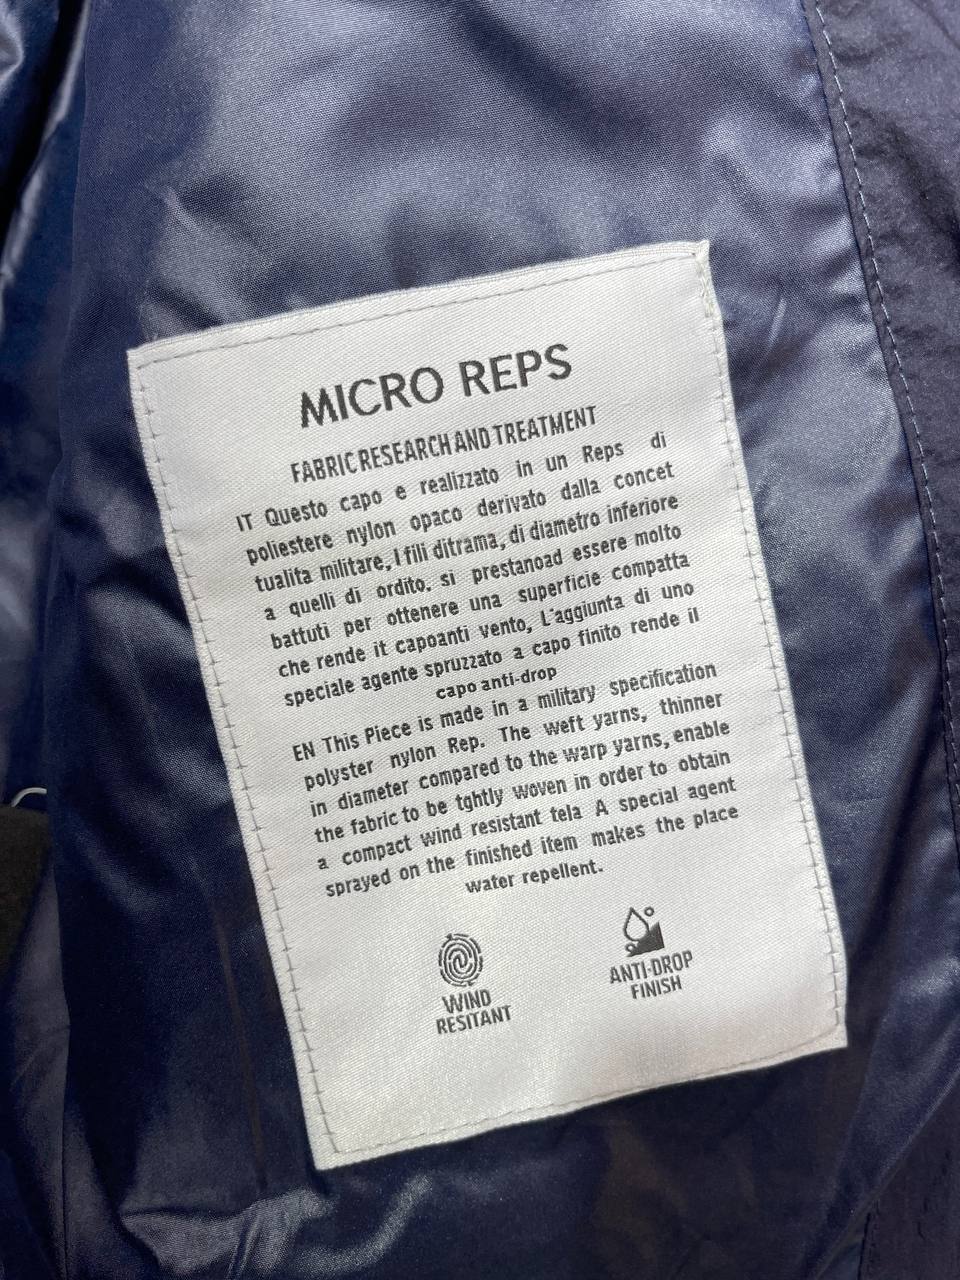 MICRO REPS
FABRIC RESEARCH AND TREATMENT
IT Questo capo e realizzato in un Reps di
poliestere nylon opaco derivato dalla concet
tualita militare, I fili ditrama, di diametro inferiore
a quelli di ordito. si prestanoad essere molto
battuti per ottenere una superficie compatta
che rende it capoanti vento, L'aggiunta di uno
speciale agente spruzzato a capo finito rende il
capo anti-drop
EN This Piece is made in a military specification
polyster nylon Rep. The weft yarns, thinner
in diameter compared to the warp yarns, enable
the fabric to be tghtly woven in order to obtain
a compact wind resistant tela A special agent
sprayed on the finished item makes the place
water repellent.
WIND
RESITANT
ANTI-DROP
FINISH